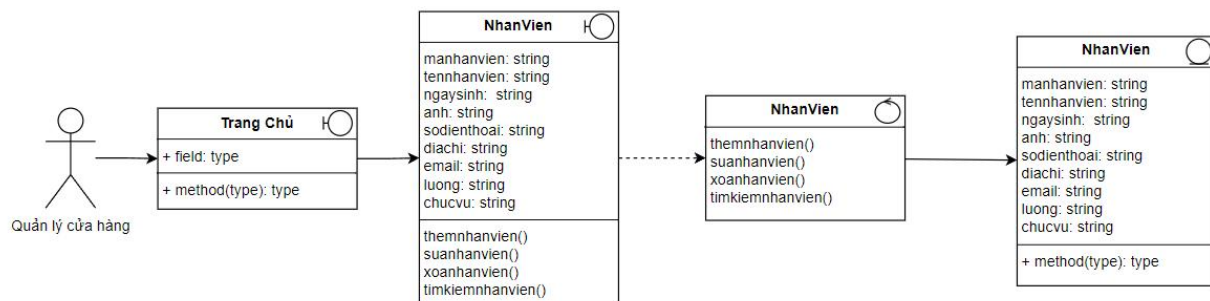 Quản lý cửa hàng
Trang Chủ
+ field: type
+ method(type): type
NhanVien
manhanvien: string
tennhanvien: string
ngaysinh:  string
anh: string
sodienthoai: string
diachi: string
email: string
luong: string
chucvu: string
themnhanvien()
suanhanvien()
xoanhanvien()
timkiemnhanvien()
NhanVien
themnhanvien()
suanhanvien()
xoanhanvien()
timkiemnhanvien()
NhanVien
manhanvien: string
tennhanvien: string
ngaysinh:  string
anh: string
sodienthoai: string
diachi: string
email: string
luong: string
chucvu: string
+ method(type): type